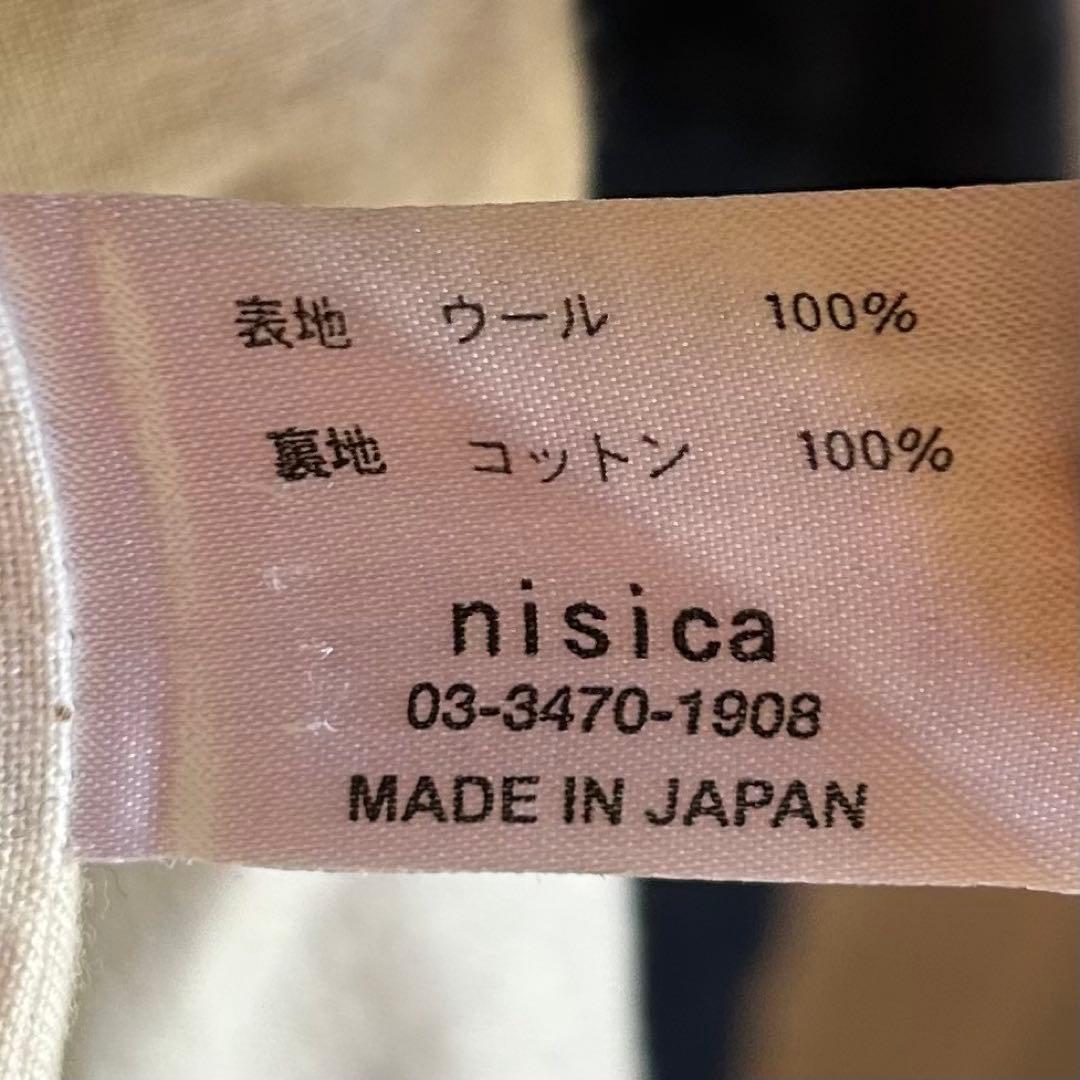 表地 ウール 100%
裏地 コットン 100%
nisica
03-3470-1908
MADE IN JAPAN